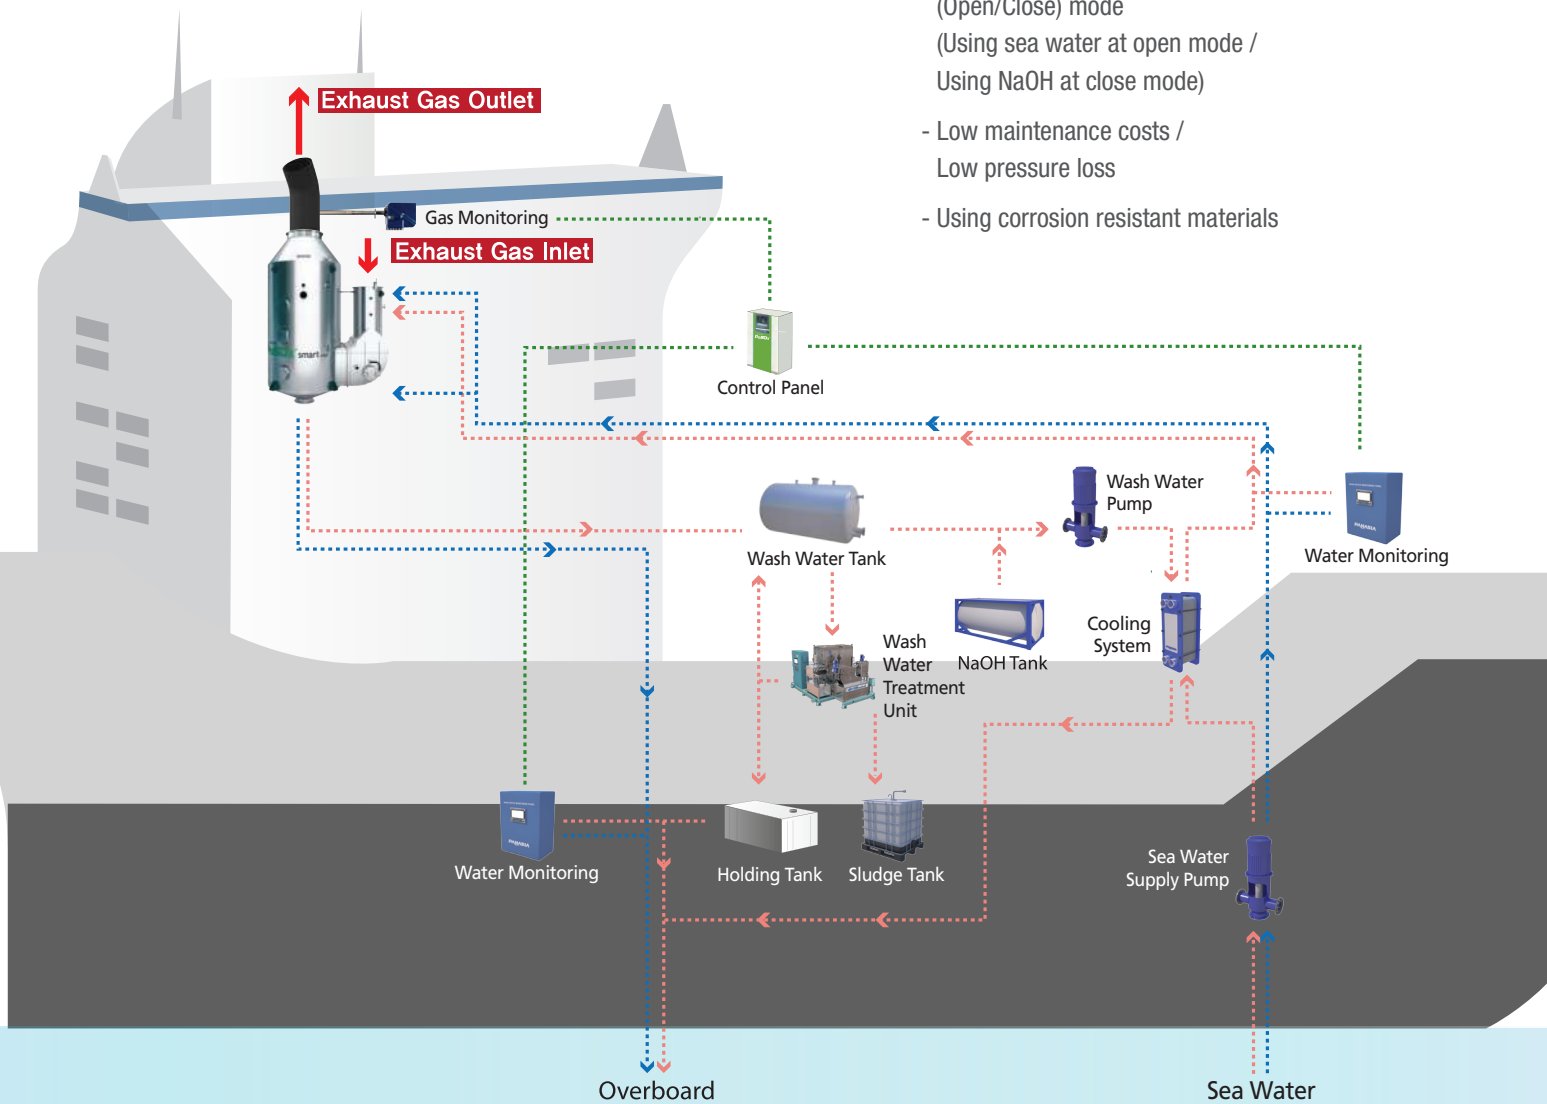 (Open/Close) mode
(Using sea water at open mode /
Using NaOH at close mode)
- Low maintenance costs /
Low pressure loss
- Using corrosion resistant materials
Exhaust Gas Outlet
Gas Monitoring
Exhaust Gas Inlet
smart
Control Panel
Wash Water
Pump
PANASIA
Water Monitoring
Wash Water Tank
Cooling
System
NaOH Tank
Wash
Water
Treatment
Unit
PANASIA
Water Monitoring
Holding Tank
Sludge Tank
Sea Water
Supply Pump
Overboard
Sea Water